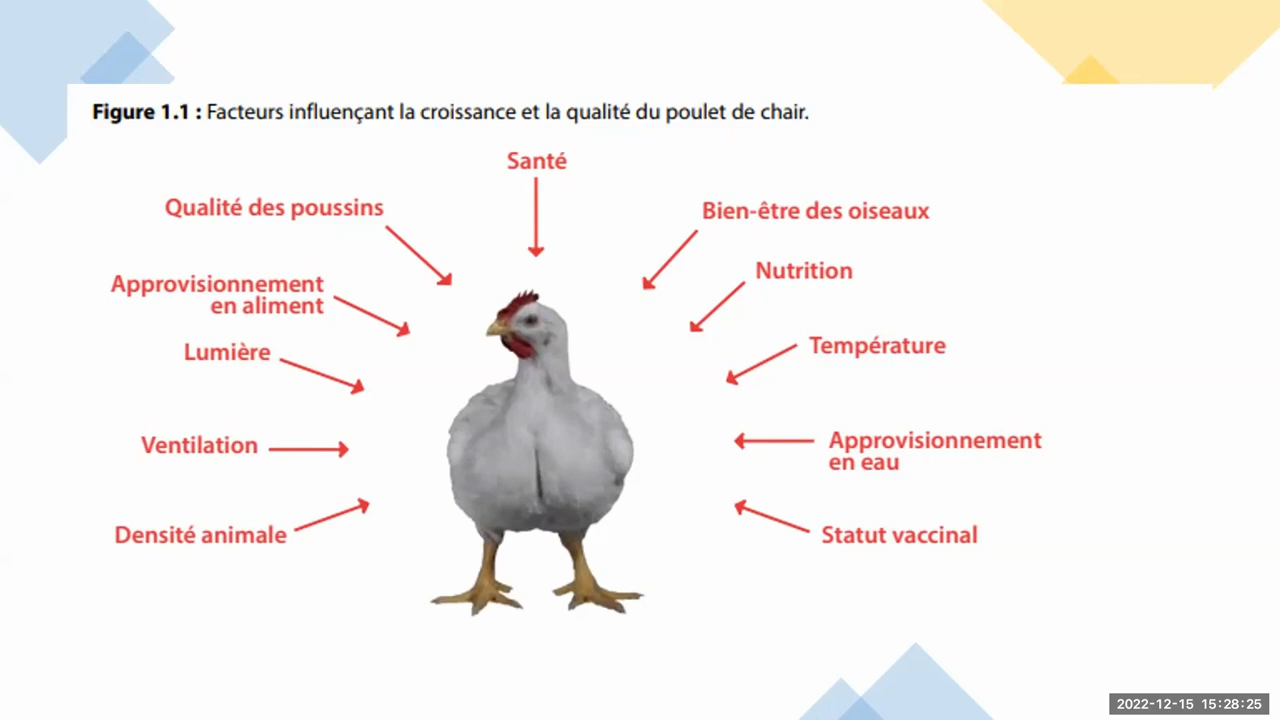 Figure 1.1 : Facteurs influençant la croissance et la qualité du poulet de chair.
Santé
Qualité des poussins
Bien-être des oiseaux
Nutrition
Approvisionnement
en aliment
Lumière
Température
Ventilation
Approvisionnement
en eau
Densité animale
Statut vaccinal
2022-12-15 15:28:25